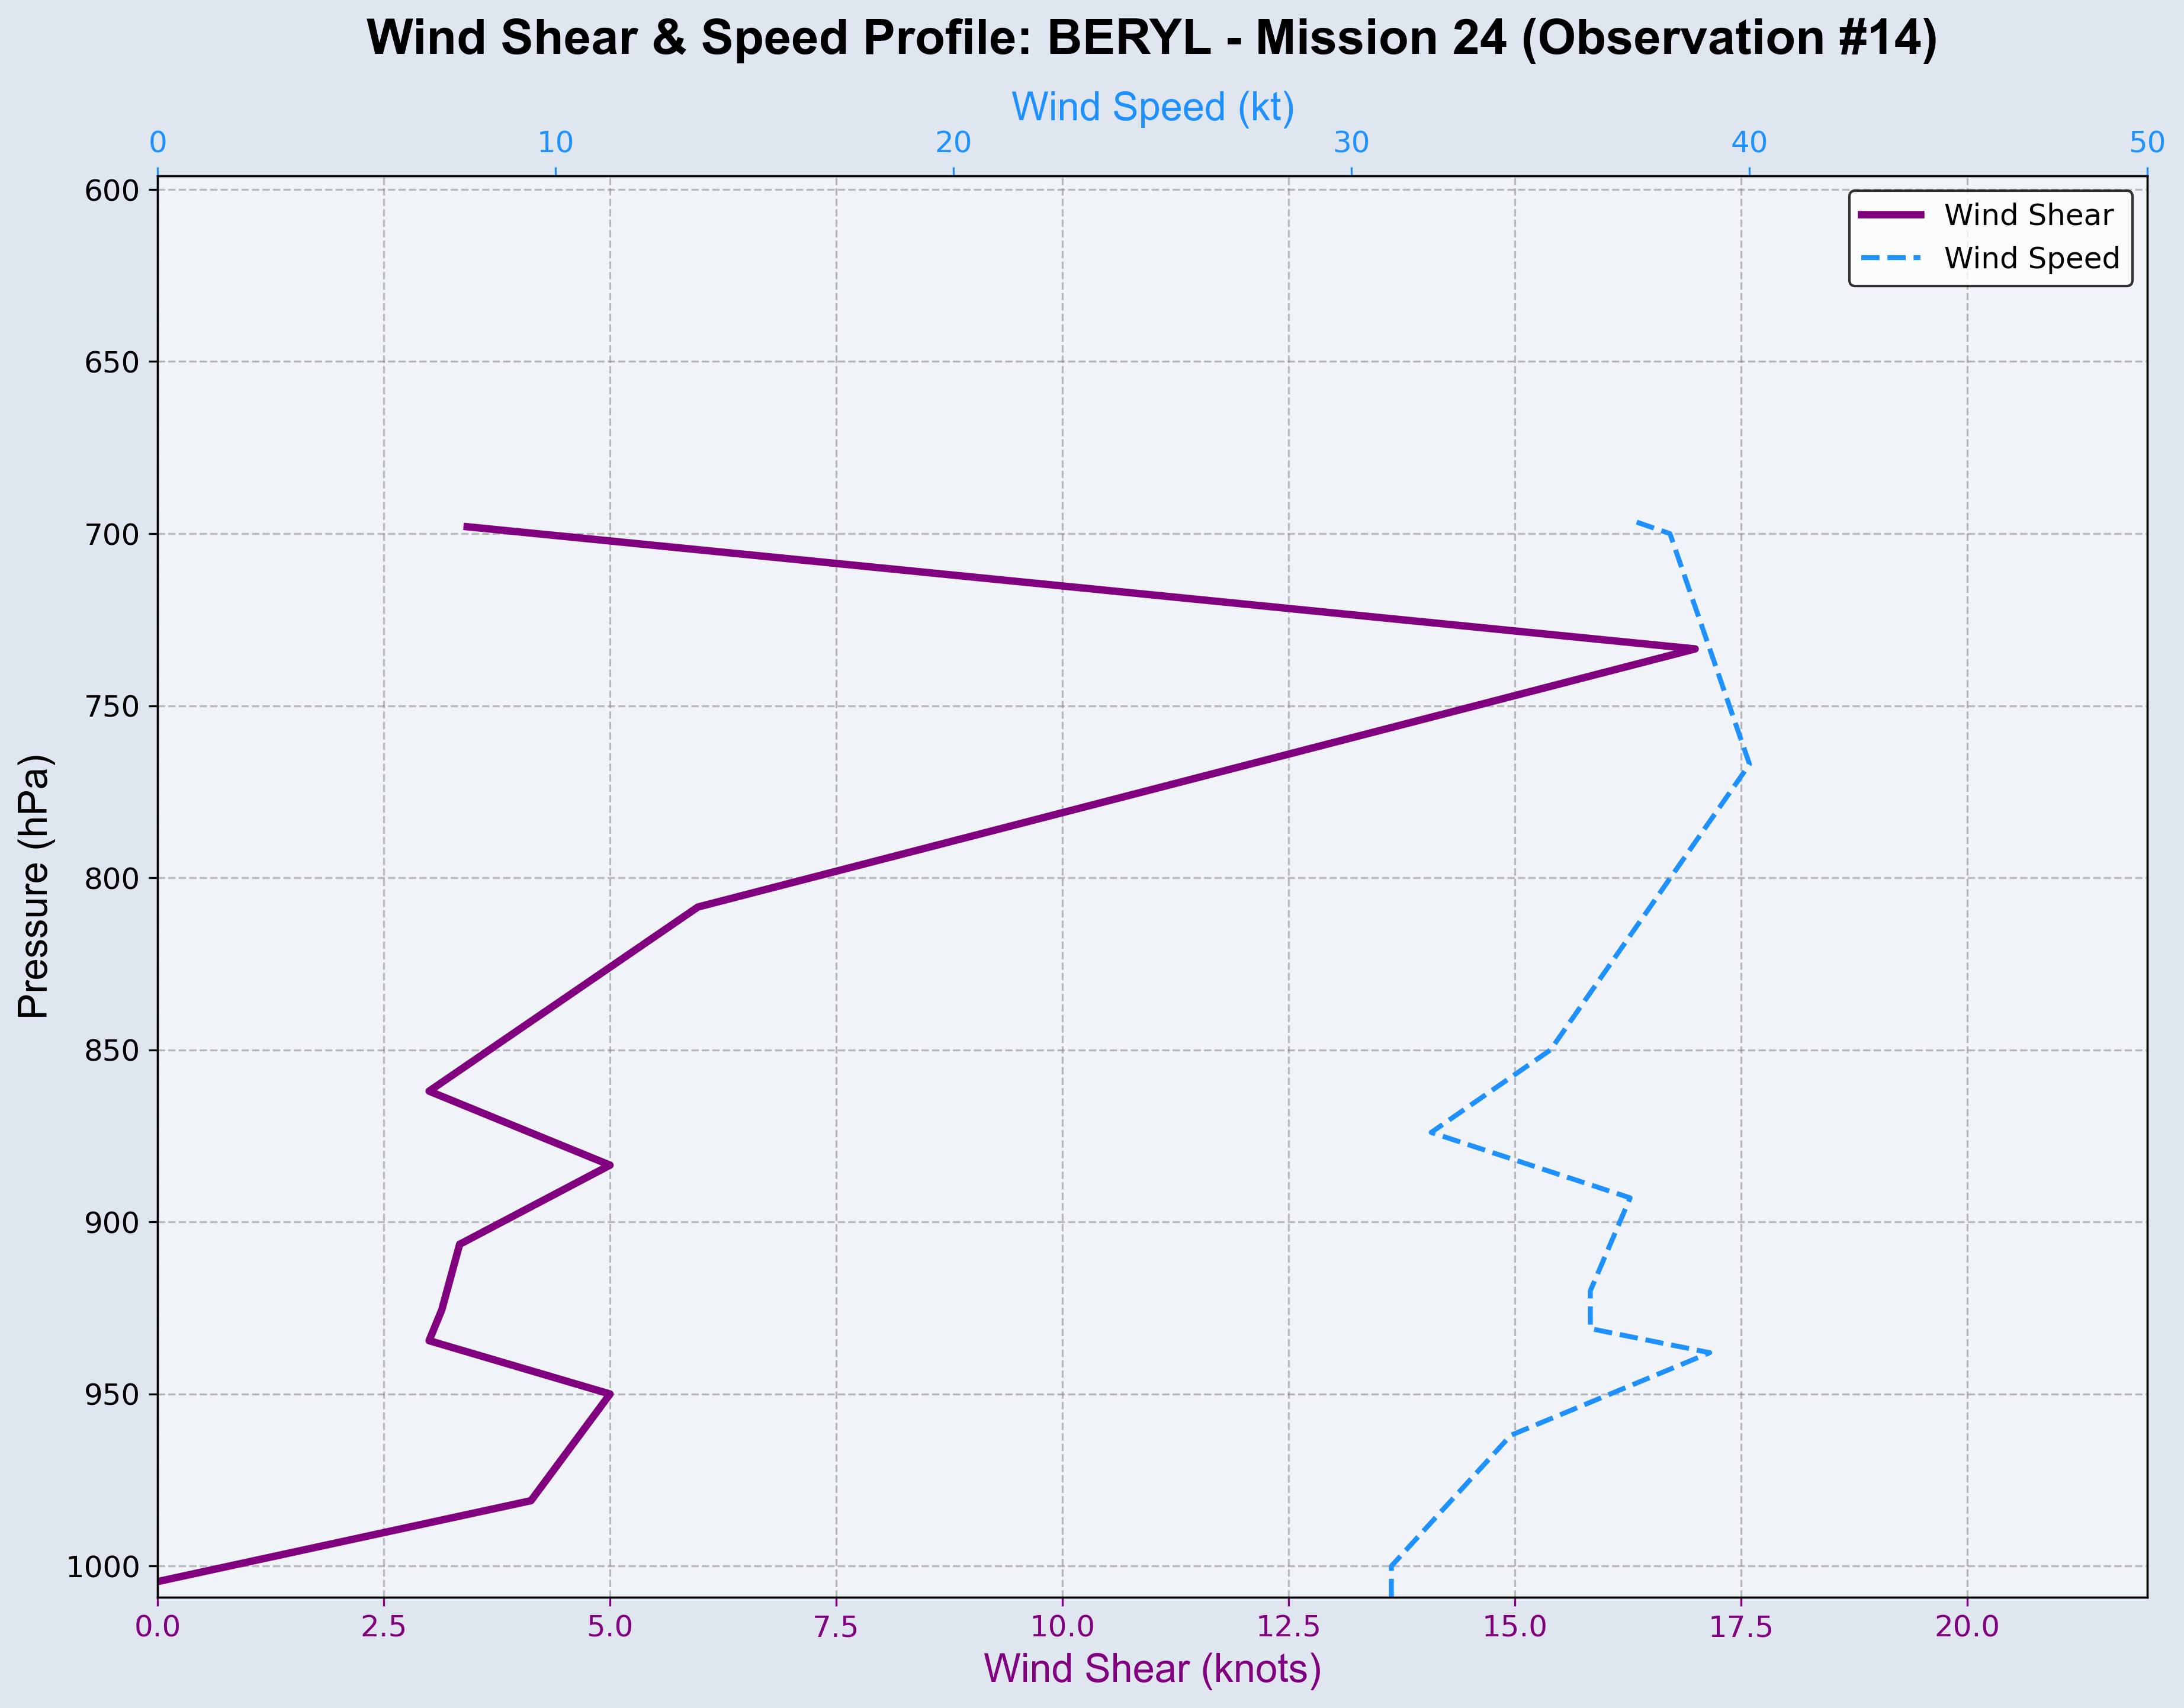 Wind Shear & Speed Profile: BERYL - Mission 24 (Observation #14)
Wind Speed (kt)
0 10 20 30 40 50
Wind Shear
Wind Speed
600
650
700
750
800
850
900
950
1000
Pressure (hPa)
0.0 2.5 5.0 7.5 10.0 12.5 15.0 17.5 20.0
Wind Shear (knots)